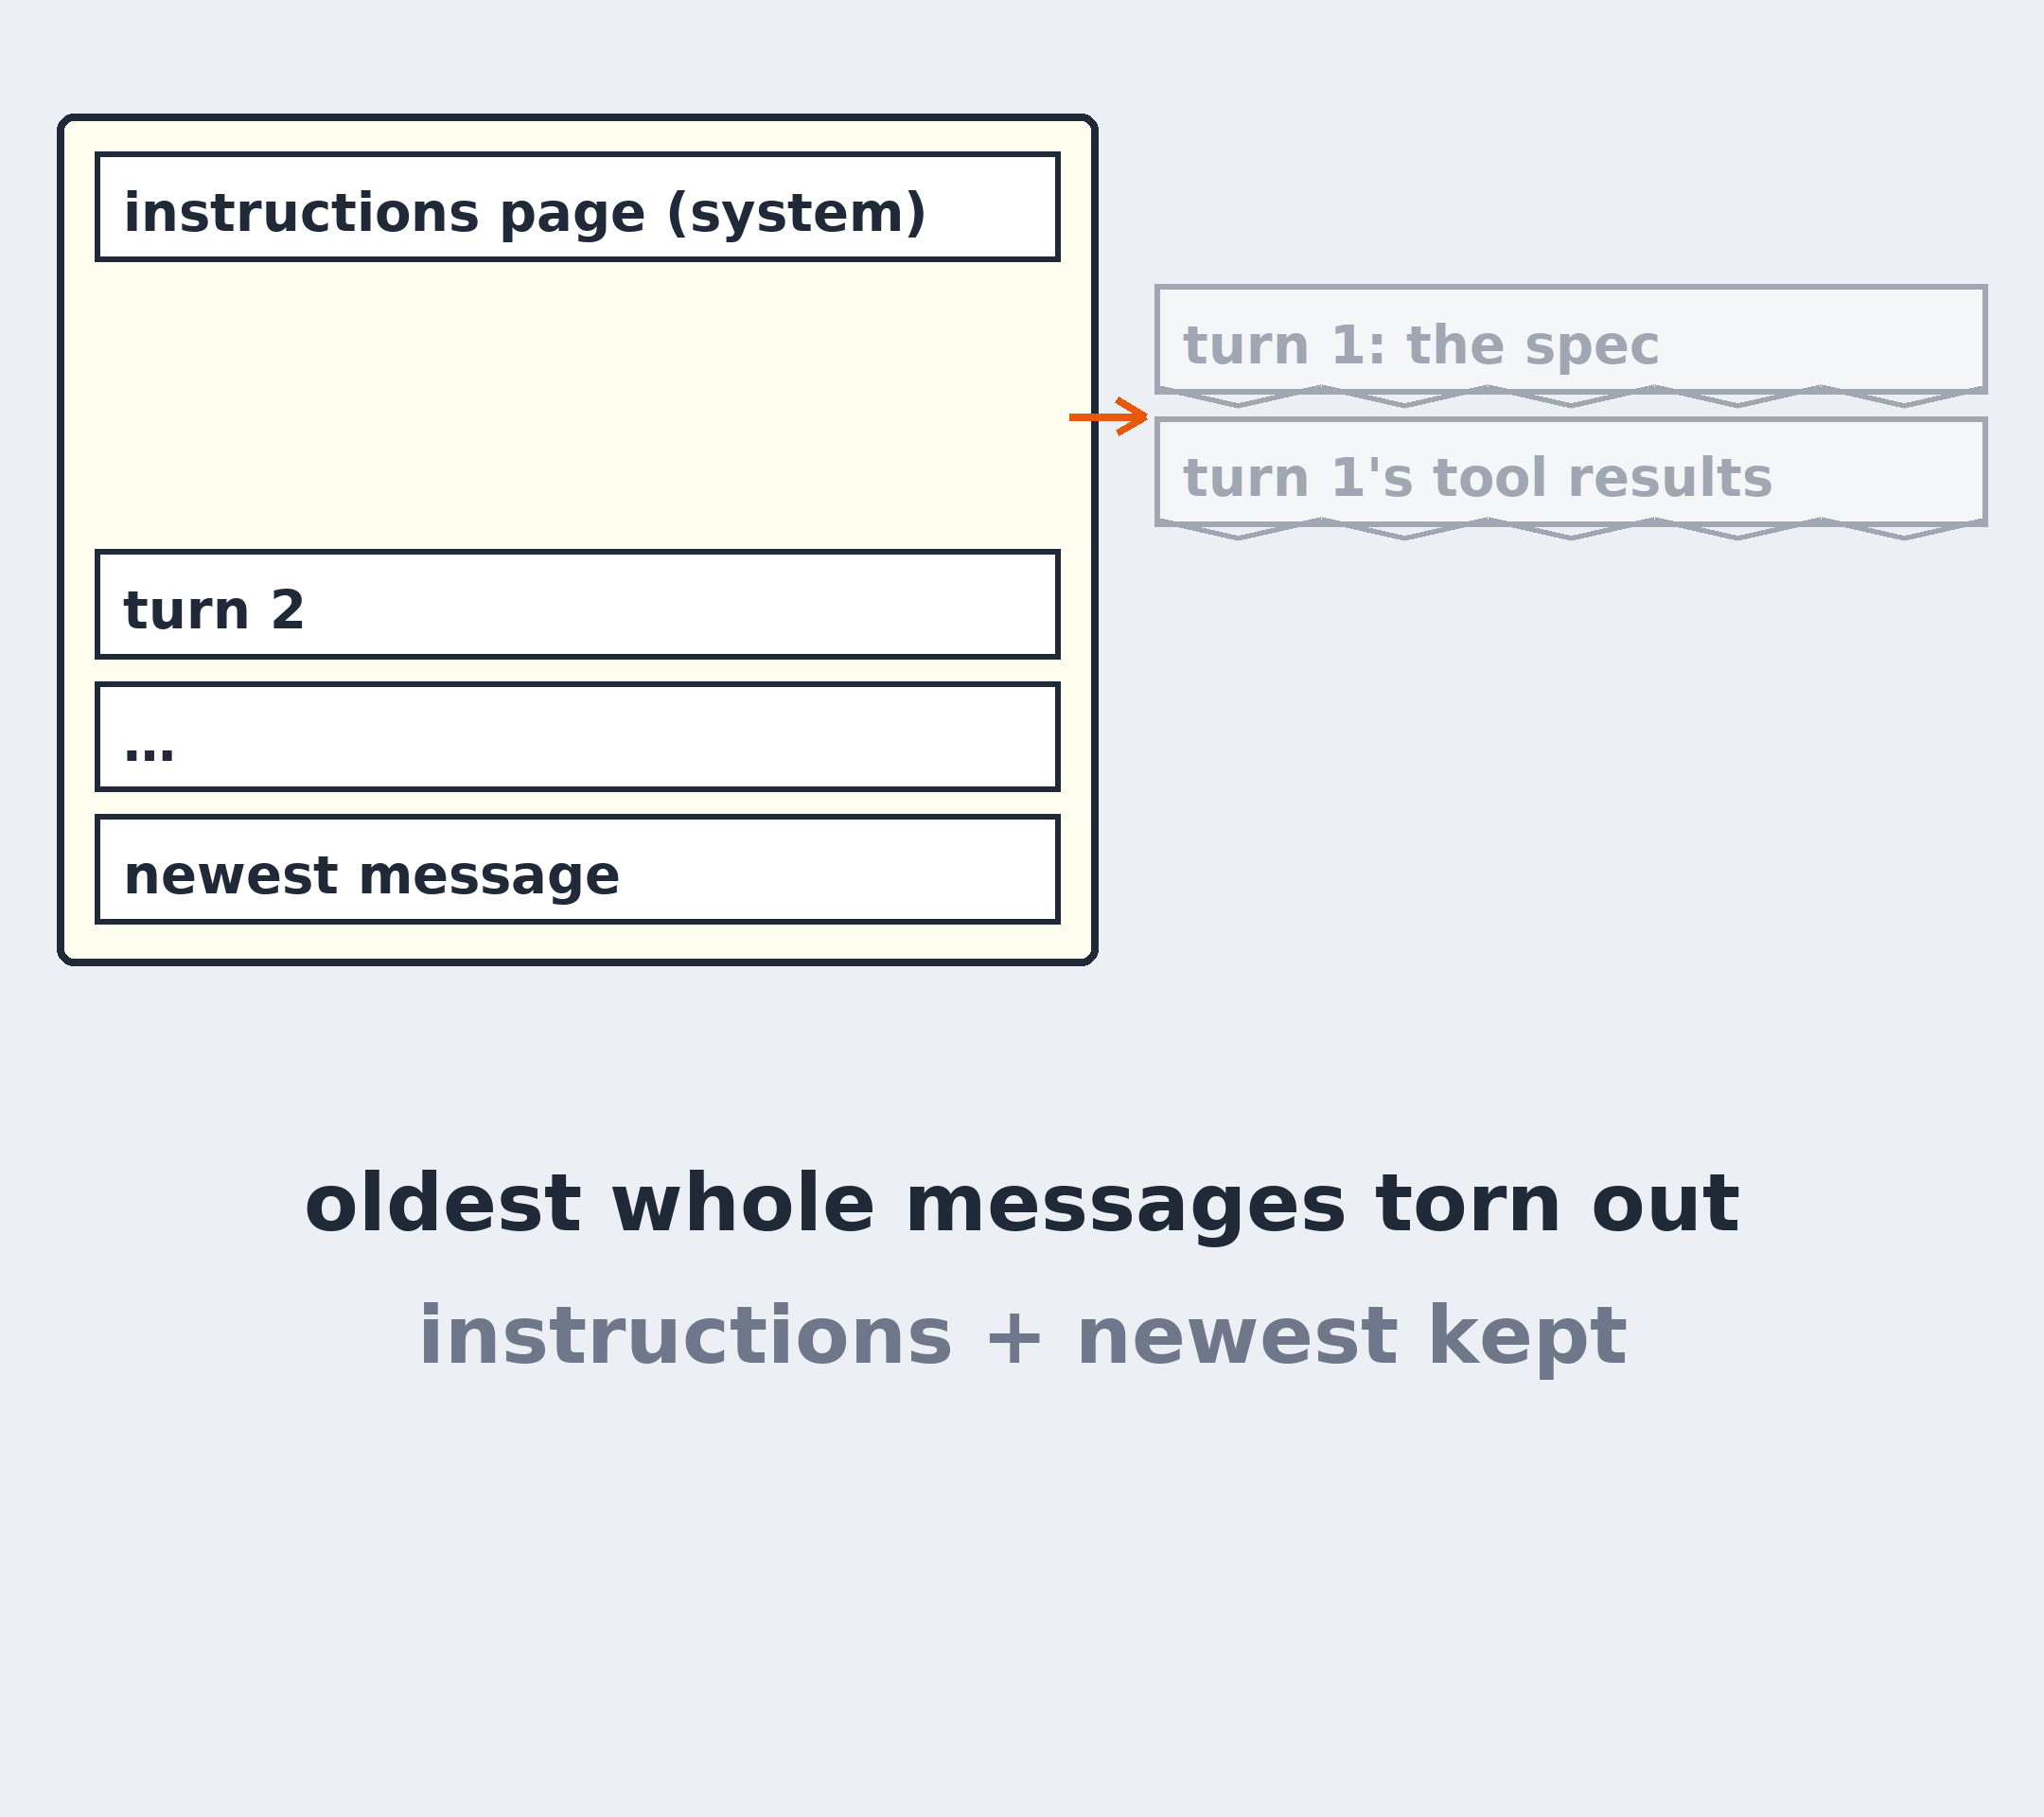 instructions page (system)
turn 1: the spec
turn 1's tool results
turn 2
…
newest message
oldest whole messages torn out
instructions + newest kept